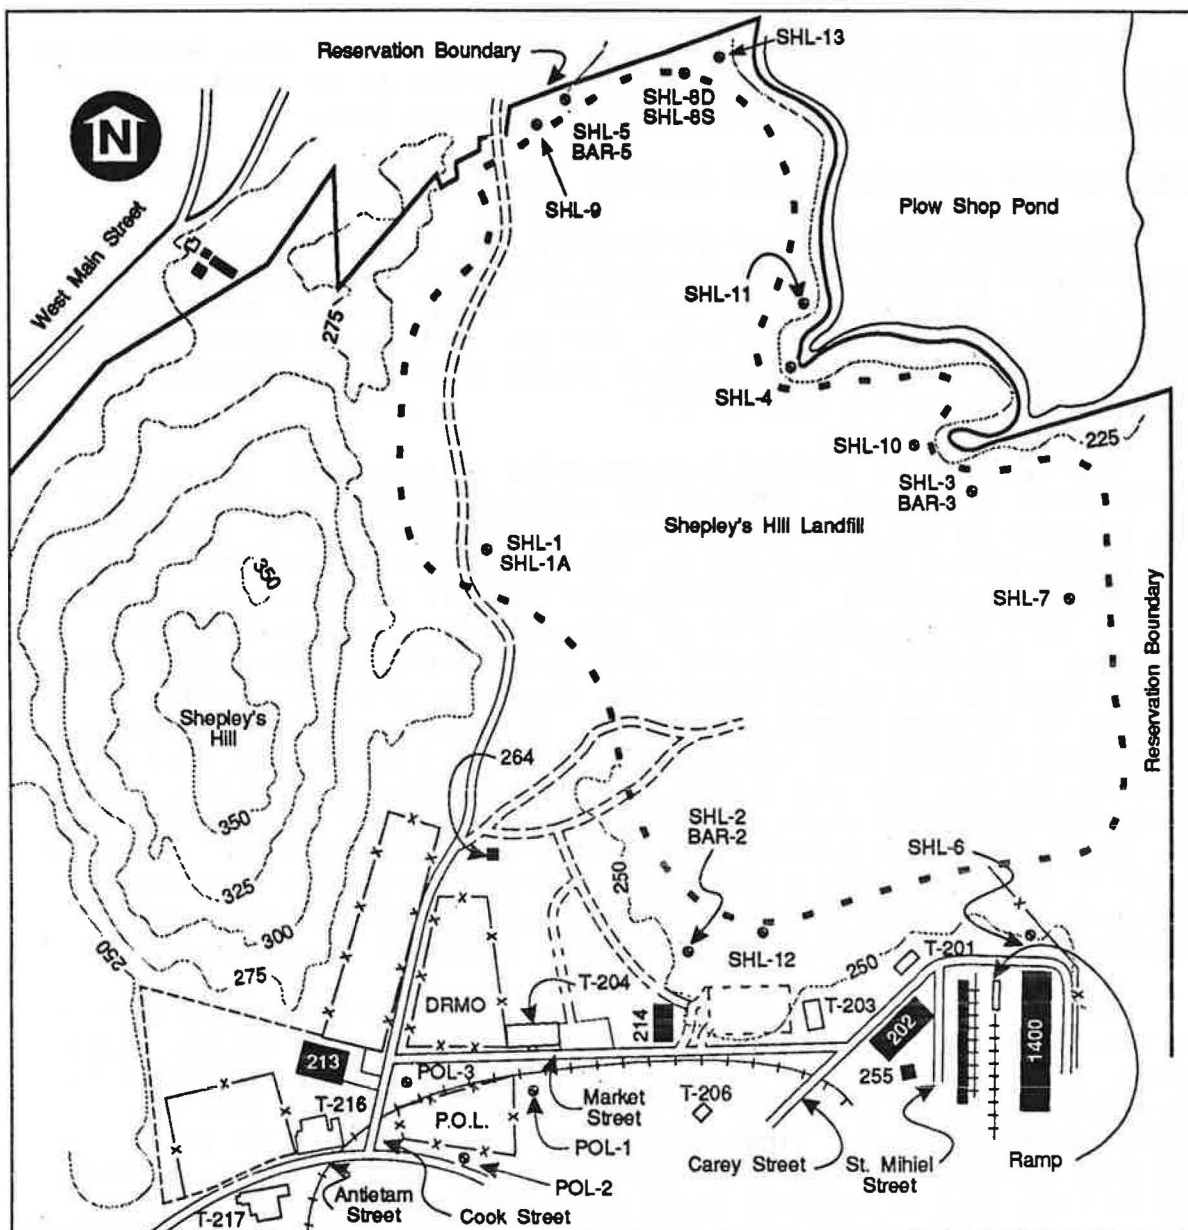 SHL-13
Reservation Boundary
SHL-8D
SHL-8S
SHL-5
BAR-5
N
SHL-9
Plow Shop Pond
West Main Street
SHL-11
275
SHL-4
225
SHL-10
SHL-3
BAR-3
Shepley's Hill Landfill
SHL-1
SHL-1A
350
SHL-7
Reservation Boundary
Shepley's
Hill
264
350
SHL-2
BAR-2
SHL-6
325
250
300
250
275
SHL-12
250
T-201
T-204
DRMO
214
T-203
202
1400
213
POL-3
255
T-216
P.O.L.
Market
Street
T-206
POL-1
Carey Street
St. Mihiel
Street
Ramp
POL-2
Antietam
Street
Cook Street
T-217